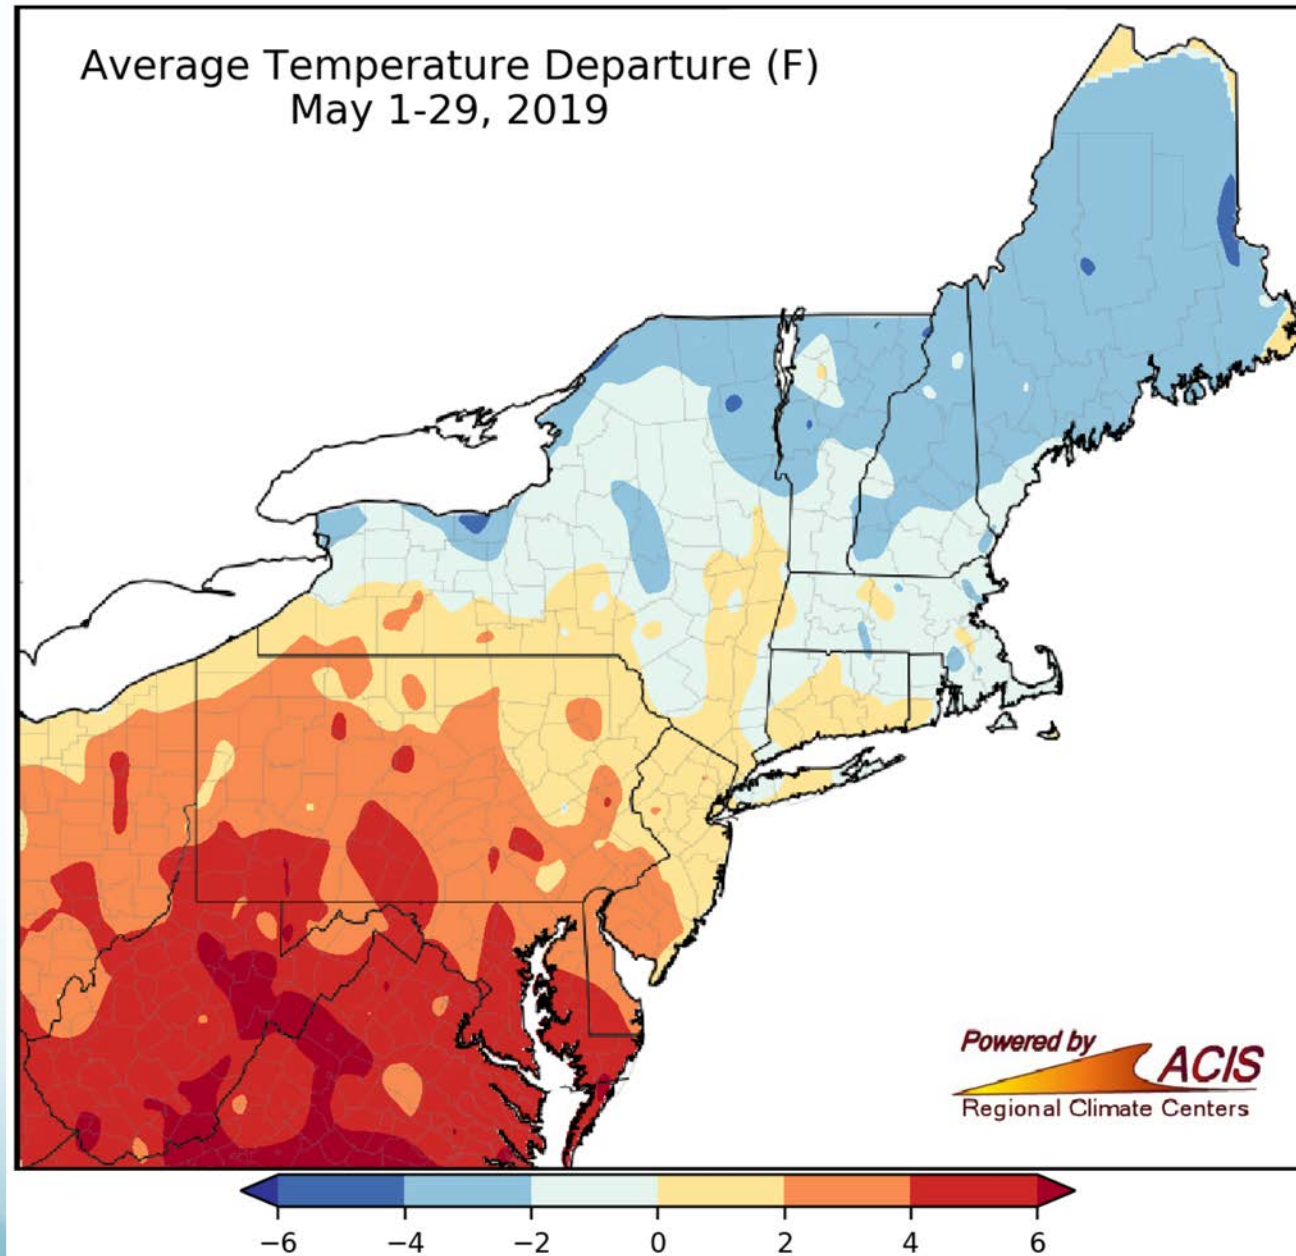 Average Temperature Departure (F)
May 1-29, 2019
Powered by
ACIS
Regional Climate Centers
−6 −4 −2 0 2 4 6